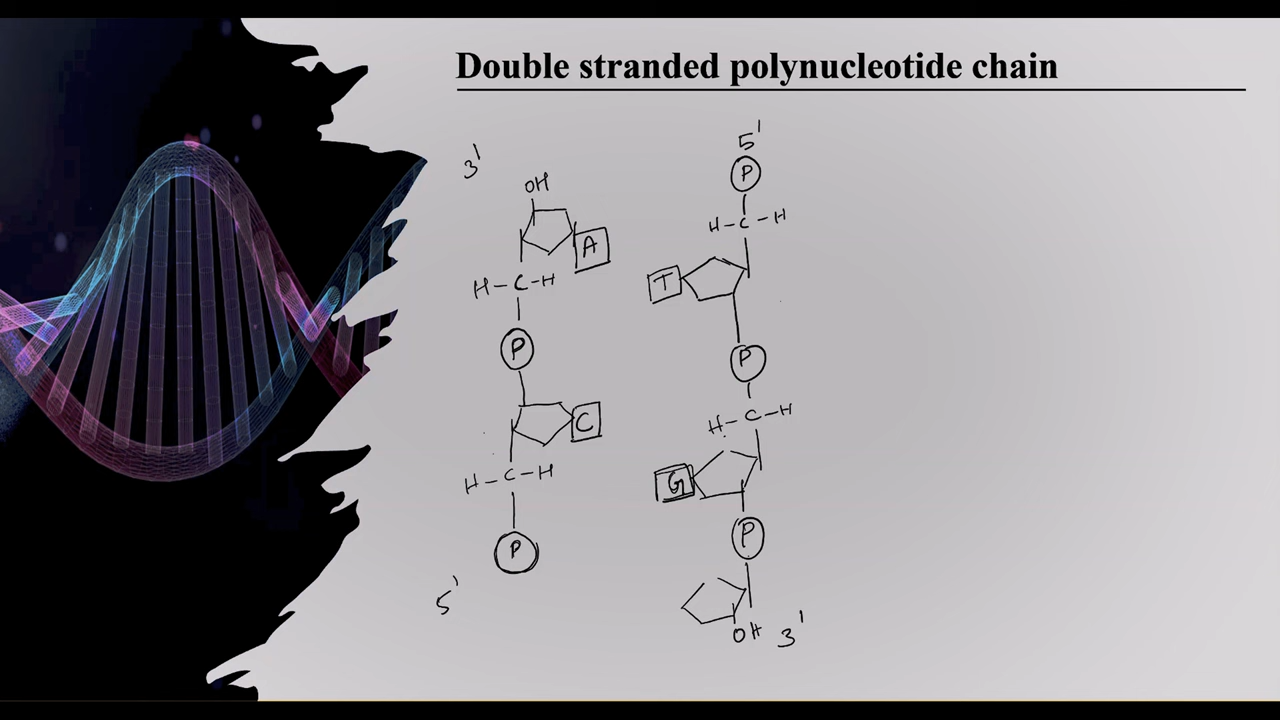 Double stranded polynucleotide chain
3'
OH
A
H-C-H
P
C
H-C-H
P
5'
5'
P
H-C-H
T
P
H-C-H
G
P
OH 3'